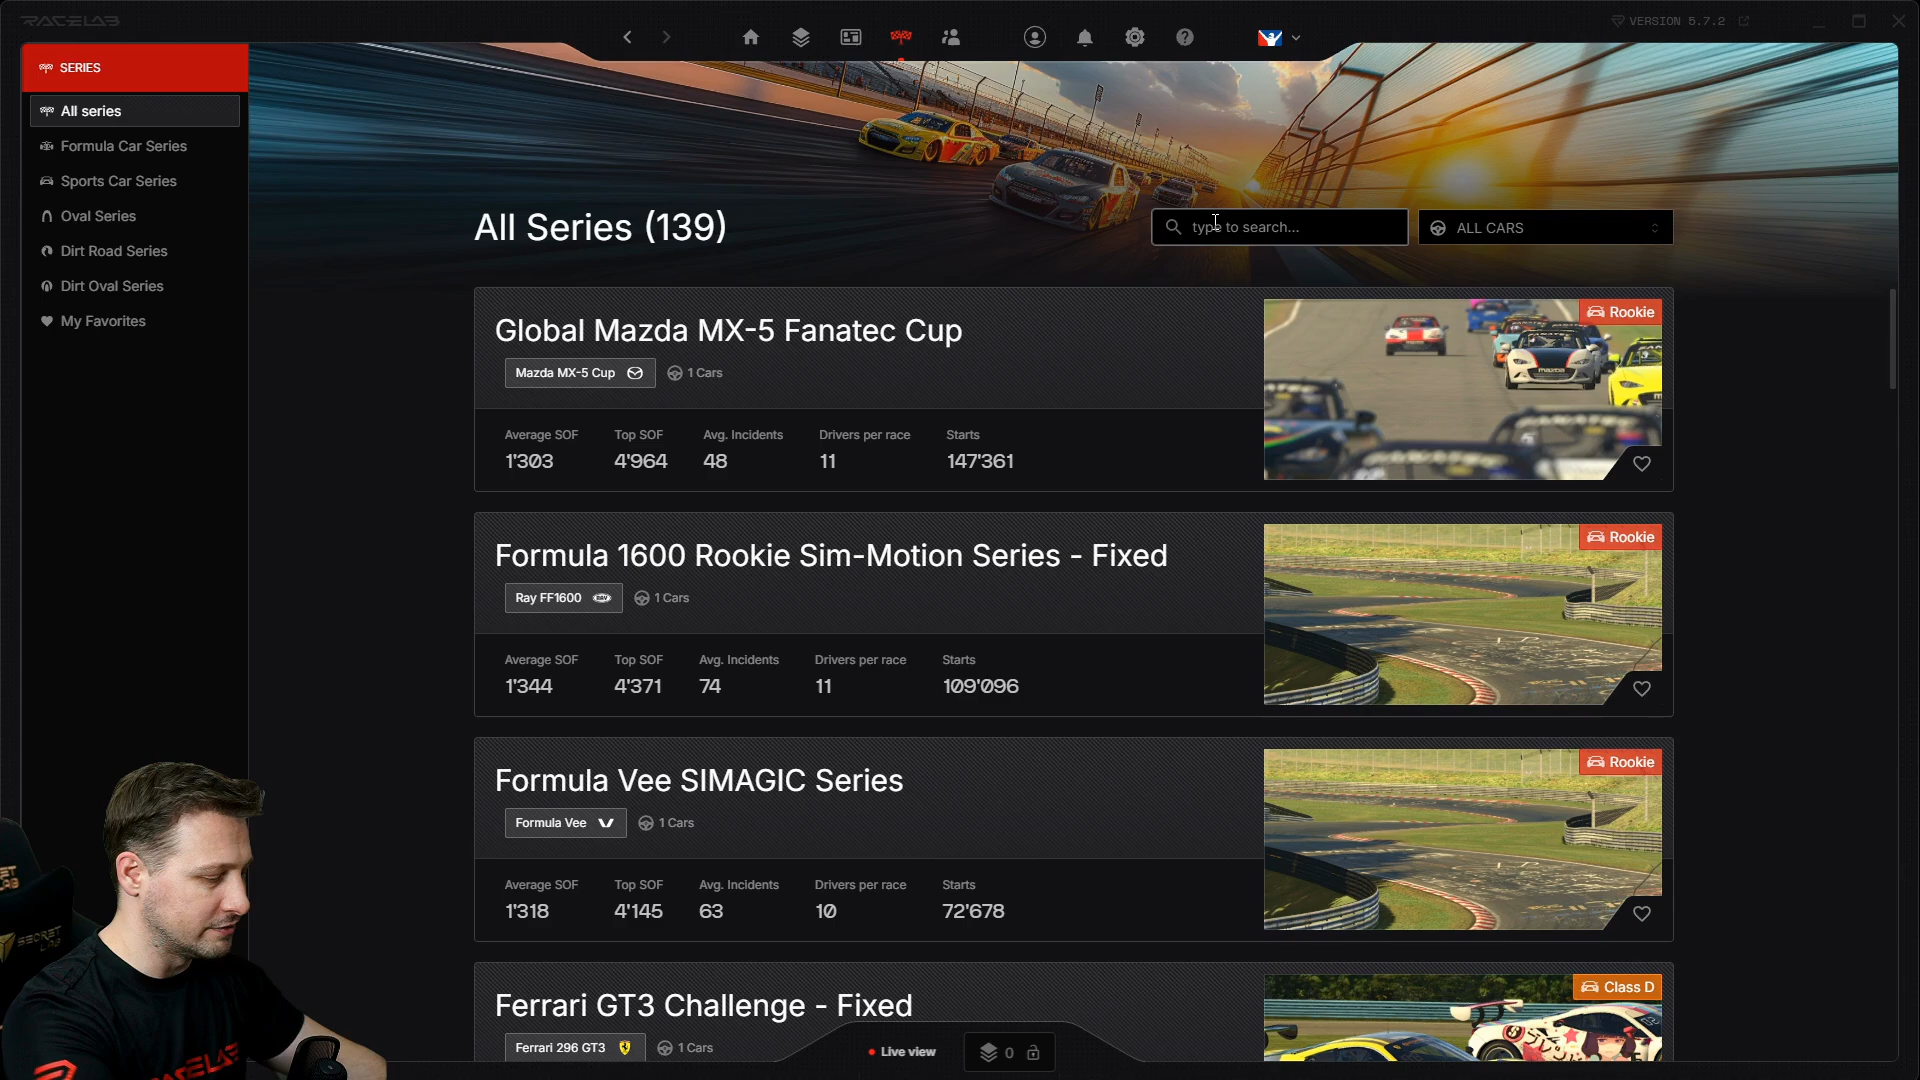 RACELAB
VERSION 5.7.2
SERIES
All series
Formula Car Series
Sports Car Series
Oval Series
Dirt Road Series
Dirt Oval Series
My Favorites
All Series (139)
type to search...
ALL CARS
Global Mazda MX-5 Fanatec Cup
Mazda MX-5 Cup
1 Cars
Rookie
Average SOF
Top SOF
Avg. Incidents
Drivers per race
Starts
1'303
4'964
48
11
147'361
Formula 1600 Rookie Sim-Motion Series - Fixed
Ray FF1600
1 Cars
Rookie
Average SOF
Top SOF
Avg. Incidents
Drivers per race
Starts
1'344
4'371
74
11
109'096
Formula Vee SIMAGIC Series
Formula Vee
1 Cars
Rookie
Average SOF
Top SOF
Avg. Incidents
Drivers per race
Starts
1'318
4'145
63
10
72'678
Ferrari GT3 Challenge - Fixed
Ferrari 296 GT3
1 Cars
Class D
Live view
0
SECRET
LAB
RACELAB